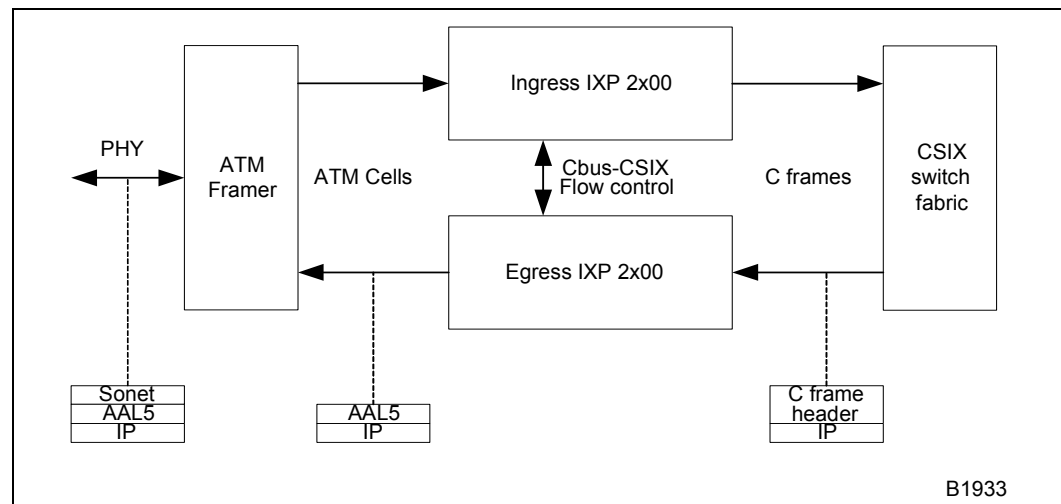 Ingress IXP 2x00
PHY
ATM
Framer
ATM Cells
Cbus-CSIX
Flow control
C frames
CSIX
switch
fabric
Egress IXP 2x00
Sonet
AAL5
IP
AAL5
IP
C frame
header
IP
B1933